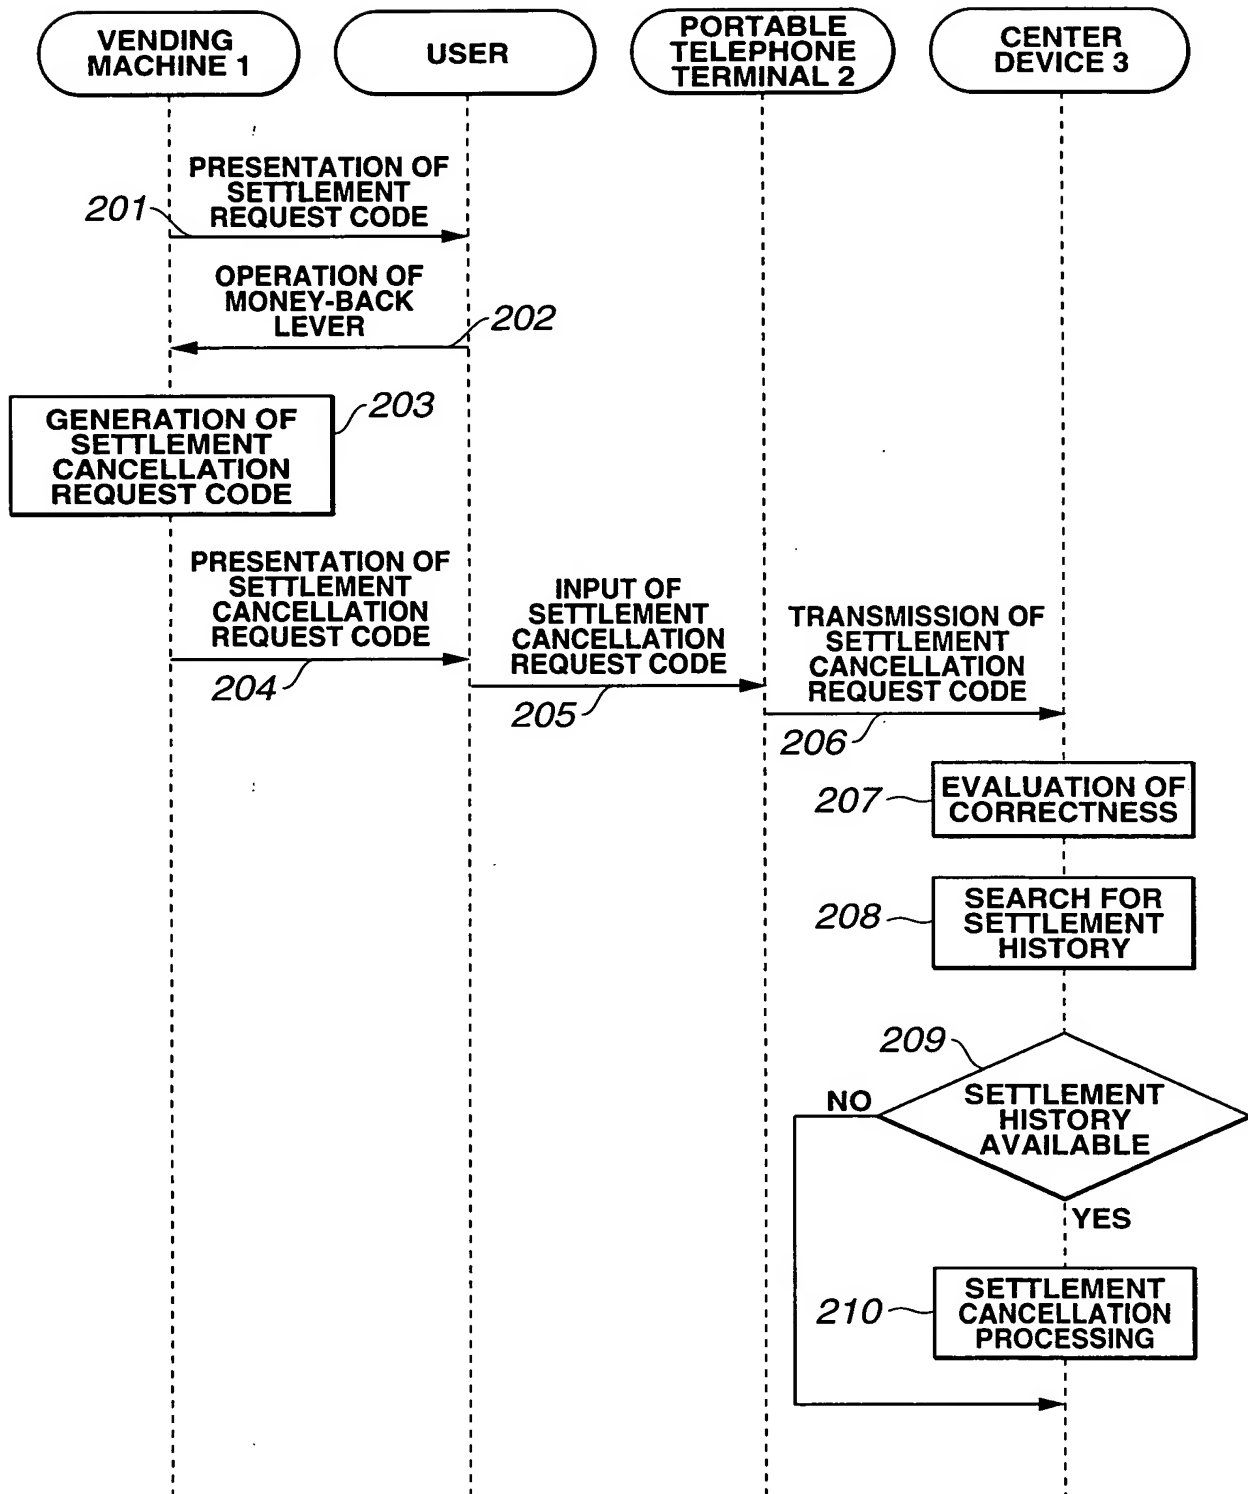 VENDING
MACHINE 1
USER
PORTABLE
TELEPHONE
TERMINAL 2
CENTER
DEVICE 3
PRESENTATION OF
SETTLEMENT
REQUEST CODE
201
OPERATION OF
MONEY-BACK
LEVER
202
GENERATION OF
SETTLEMENT
CANCELLATION
REQUEST CODE
203
PRESENTATION OF
SETTLEMENT
CANCELLATION
REQUEST CODE
204
INPUT OF
SETTLEMENT
CANCELLATION
REQUEST CODE
205
TRANSMISSION OF
SETTLEMENT
CANCELLATION
REQUEST CODE
206
207
EVALUATION OF
CORRECTNESS
208
SEARCH FOR
SETTLEMENT
HISTORY
209
NO
SETTLEMENT
HISTORY
AVAILABLE
YES
210
SETTLEMENT
CANCELLATION
PROCESSING